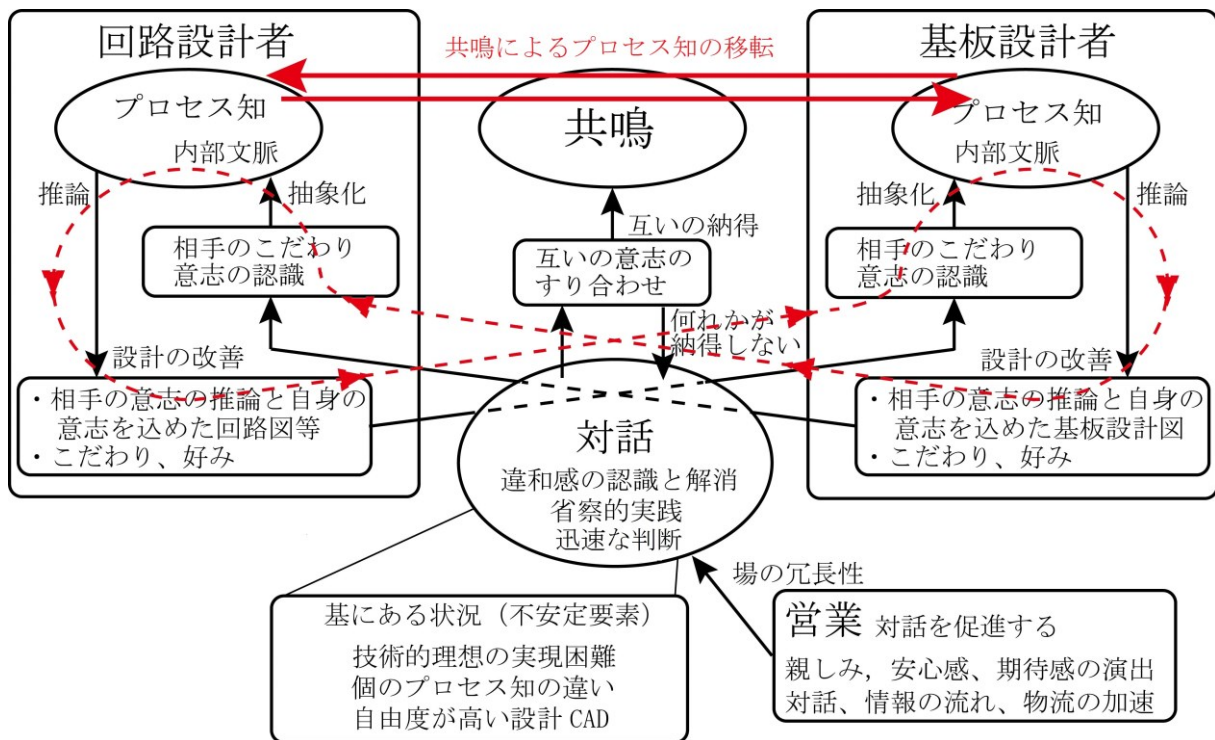 回路設計者
共鳴によるプロセス知の移転
基板設計者
プロセス知
内部文脈
共鳴
プロセス知
内部文脈
推論
抽象化
互いの納得
抽象化
推論
相手のこだわり
意志の認識
互いの意志の
すり合わせ
相手のこだわり
意志の認識
何れかが
納得しない
設計の改善
設計の改善
・相手の意志の推論と自身の
意志を込めた回路図等
・こだわり、好み
対話
違和感の認識と解消
省察的実践
迅速な判断
・相手の意志の推論と自身の
意志を込めた基板設計図
・こだわり、好み
場の冗長性
基にある状況（不安定要素）
技術的理想の実現困難
個のプロセス知の違い
自由度が高い設計 CAD
営業 対話を促進する
親しみ，安心感、期待感の演出
対話、情報の流れ、物流の加速